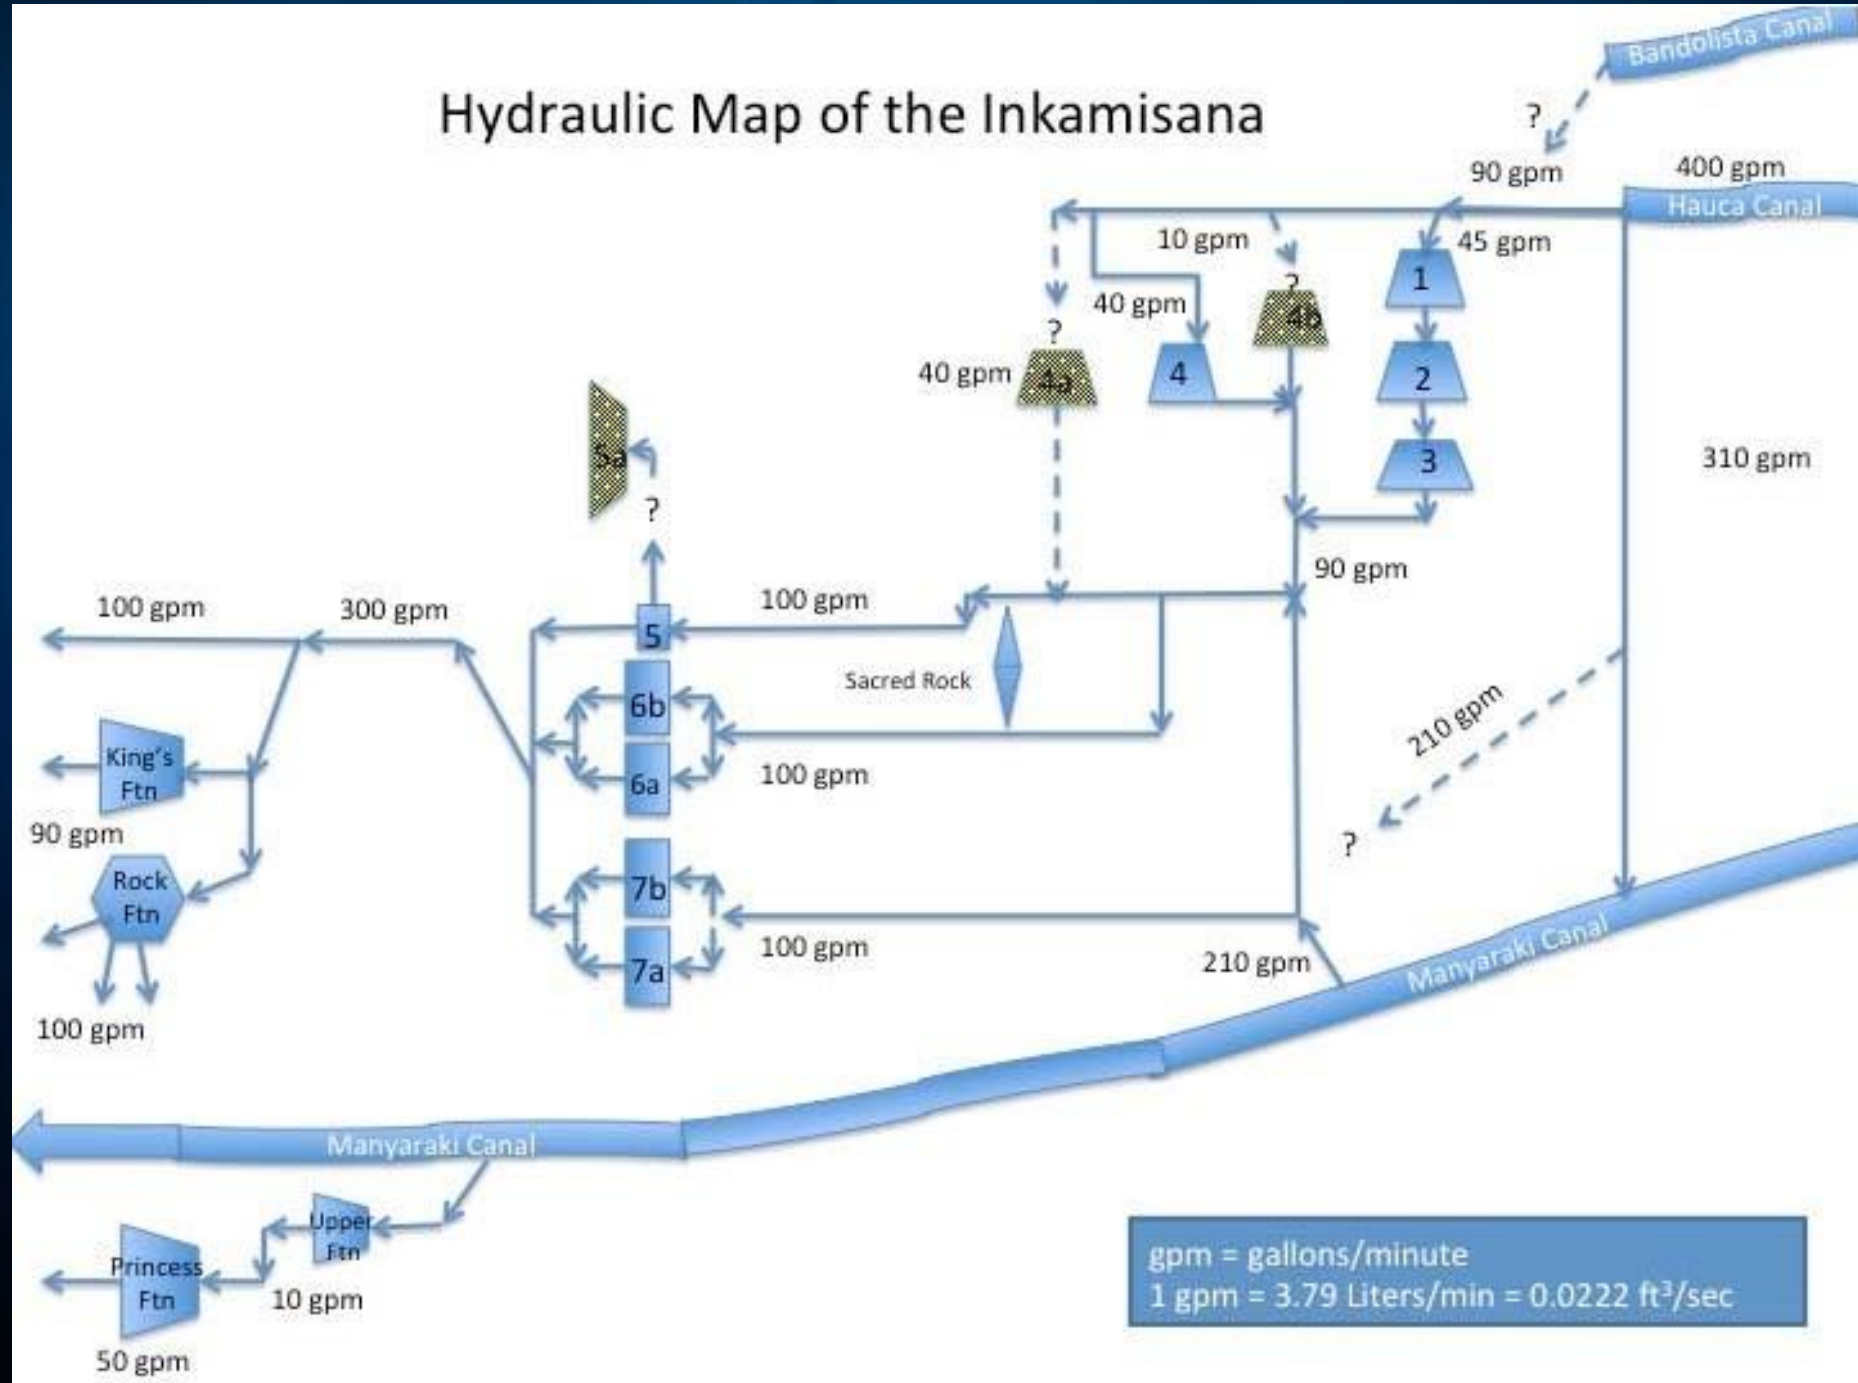 Bandolista Canal
Hydraulic Map of the Inkamisana
?
90 gpm
400 gpm
Hauca Canal
10 gpm
45 gpm
1
?
40 gpm
4b
?
40 gpm
4a
4
2
5a
3
310 gpm
?
90 gpm
100 gpm
300 gpm
100 gpm
5
Sacred Rock
6b
210 gpm
King's
Ftn
6a
100 gpm
90 gpm
?
Rock
Ftn
7b
100 gpm
7a
210 gpm
Manyaraki Canal
100 gpm
Manyaraki Canal
Upper
Ftn
Princess
Ftn
10 gpm
50 gpm
gpm = gallons/minute
1 gpm = 3.79 Liters/min = 0.0222 ft³/sec